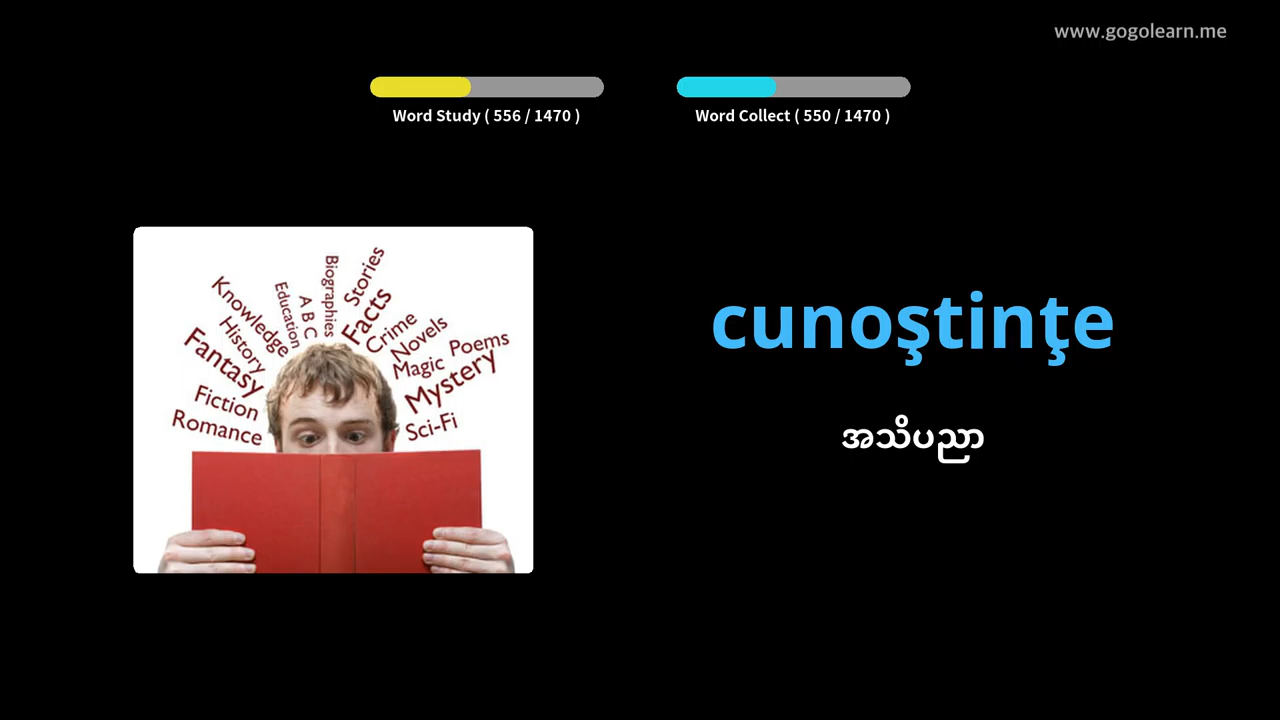 www.gogolearn.me
Word Study ( 556 / 1470 )
Word Collect ( 550 / 1470 )
Knowledge
History
Fantasy
Fiction
Romance
Education
A B C
Biographies
Stories
Facts
Crime
Novels
Magic
Poems
Mystery
Sci-Fi
cunoştinţe
အသိပညာ